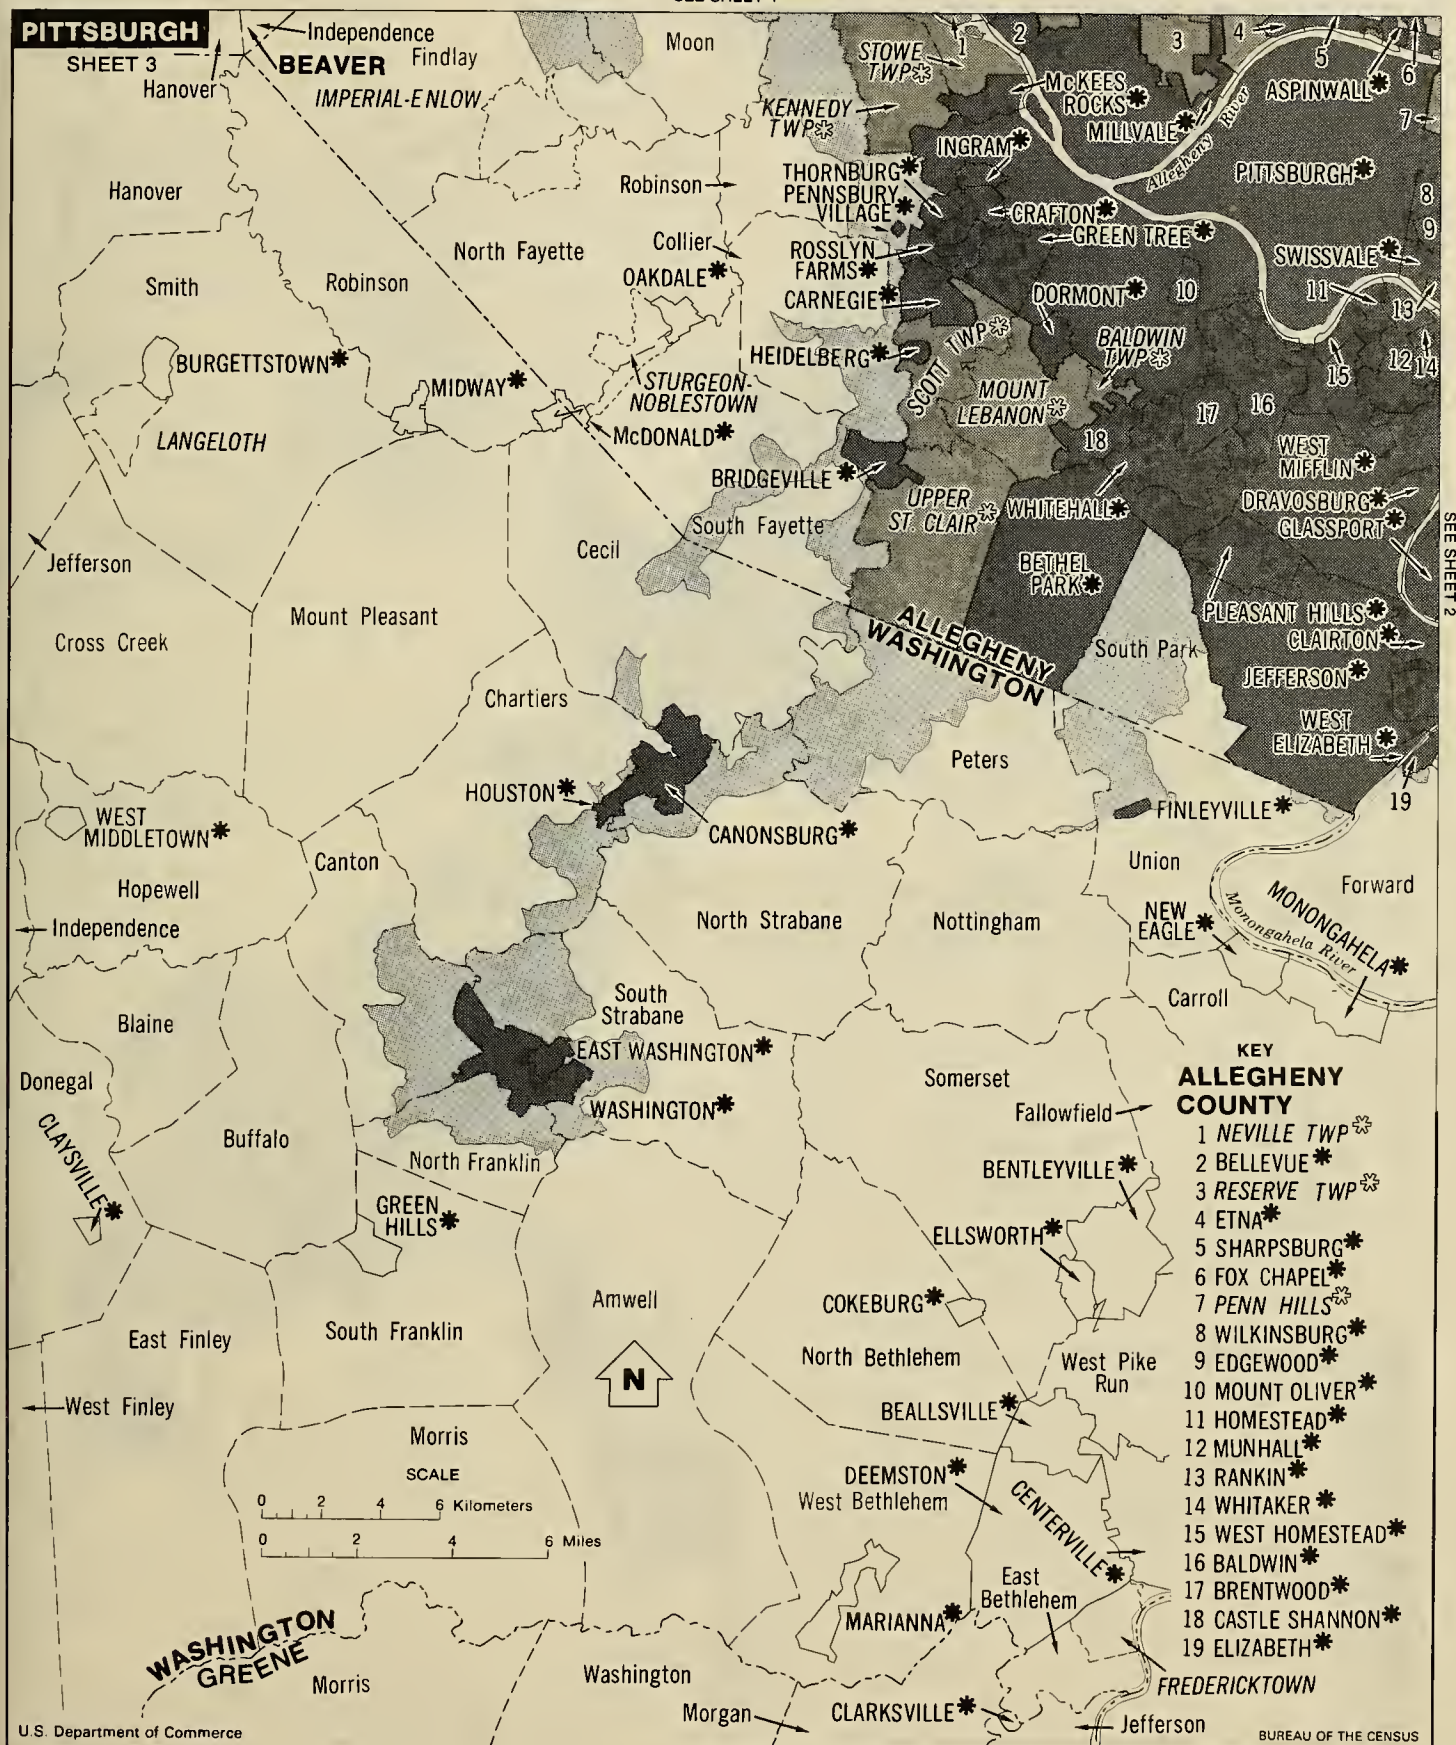 PITTSBURGH
SHEET 3
Independence
BEAVER
Findlay
Hanover
IMPERIAL-ENLOW
Moon
STOWE
TWP
KENNEDY
TWP
1
2
3
4
5
6
7
McKEES
ROCKS
MILLVALE
ASPINWALL
Allegheny River
INGRAM
THORNBURG
PENNSBURY
VILLAGE
PITTSBURGH
Hanover
Robinson
CRAFTON
GREEN TREE
8
9
North Fayette
Collier
OAKDALE
ROSSLYN
FARMS
SWISSVALE
Smith
Robinson
CARNEGIE
DORMONT
10
11
13
BURGETTSTOWN
MIDWAY
HEIDELBERG
SCOTT TWP
BALDWIN
TWP
12
14
15
STURGEON-
NOBLESTOWN
MOUNT
LEBANON
16
17
18
LANGELOTH
McDONALD
WEST
MIFFLIN
BRIDGEVILLE
UPPER
ST. CLAIR
WHITEHALL
DRAVOSBURG
GLASSPORT
South Fayette
SEE SHEET 2
Cecil
Jefferson
BETHEL
PARK
Mount Pleasant
Cross Creek
ALLEGHENY
WASHINGTON
PLEASANT HILLS
CLAIRTON
South Park
JEFFERSON
Chartiers
WEST
ELIZABETH
Peters
19
HOUSTON
FINLEYVILLE
WEST
MIDDLETOWN
CANONSBURG
Canton
Union
Hopewell
Forward
Independence
North Strabane
Nottingham
NEW
EAGLE
MONONGAHELA
Monongahela River
South
Strabane
Carroll
Blaine
EAST WASHINGTON
Donegal
Somerset
WASHINGTON
Fallowfield
CLAYSVILLE
Buffalo
North Franklin
BENTLEYVILLE
GREEN
HILLS
ELLSWORTH
Amwell
COKEBURG
East Finley
South Franklin
North Bethlehem
West Pike
Run
N
West Finley
BEALLSVILLE
Morris
SCALE
0 2 4 6 Kilometers
0 2 4 6 Miles
DEEMSTON
West Bethlehem
CENTERVILLE
East
Bethlehem
MARIANNA
WASHINGTON
GREENE
Morris
Washington
Morgan
CLARKSVILLE
Jefferson
FREDERICKTOWN
KEY
ALLEGHENY
COUNTY
1 NEVILLE TWP
2 BELLEVUE
3 RESERVE TWP
4 ETNA
5 SHARPSBURG
6 FOX CHAPEL
7 PENN HILLS
8 WILKINSBURG
9 EDGEWOOD
10 MOUNT OLIVER
11 HOMESTEAD
12 MUNHALL
13 RANKIN
14 WHITAKER
15 WEST HOMESTEAD
16 BALDWIN
17 BRENTWOOD
18 CASTLE SHANNON
19 ELIZABETH
U.S. Department of Commerce
BUREAU OF THE CENSUS